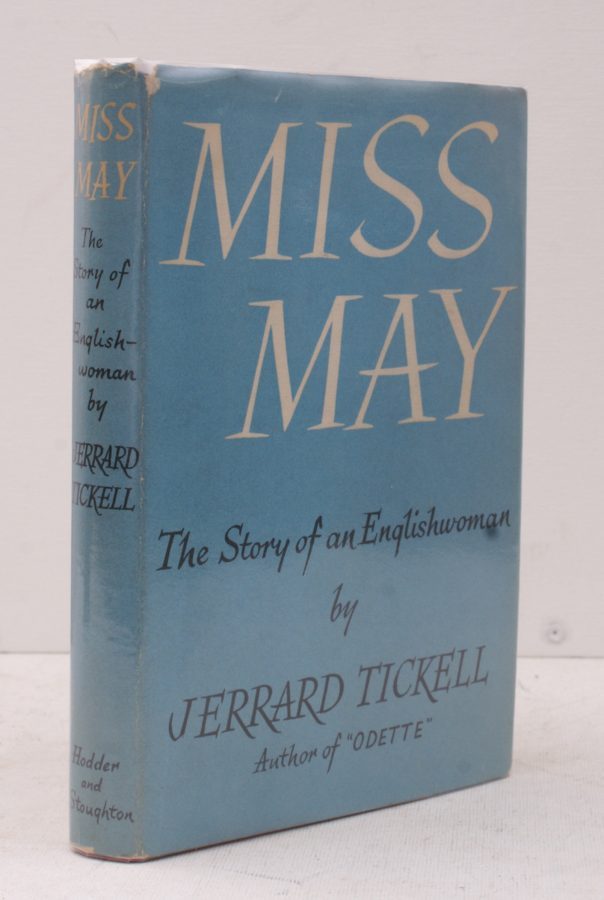 MISS
MAY
The
Story of
an
English-
woman
by
JERRARD
TICKELL
Hodder
and
Stoughton
MISS
MAY
The Story of an Englishwoman
by
JERRARD TICKELL
Author of "ODETTE"